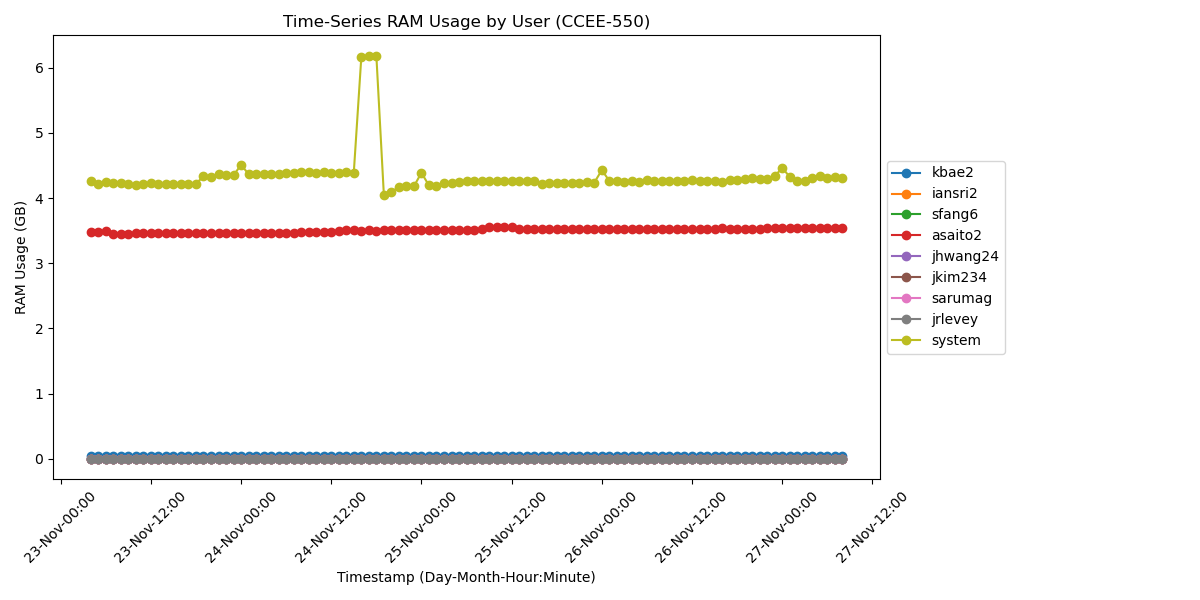 Time-Series RAM Usage by User (CCEE-550)
RAM Usage (GB)
6
5
4
3
2
1
0
23-Nov-00:00
23-Nov-12:00
24-Nov-00:00
24-Nov-12:00
25-Nov-00:00
25-Nov-12:00
26-Nov-00:00
26-Nov-12:00
27-Nov-00:00
27-Nov-12:00
Timestamp (Day-Month-Hour:Minute)
kbae2
iansri2
sfang6
asaito2
jhwang24
jkim234
sarumag
jrlevey
system